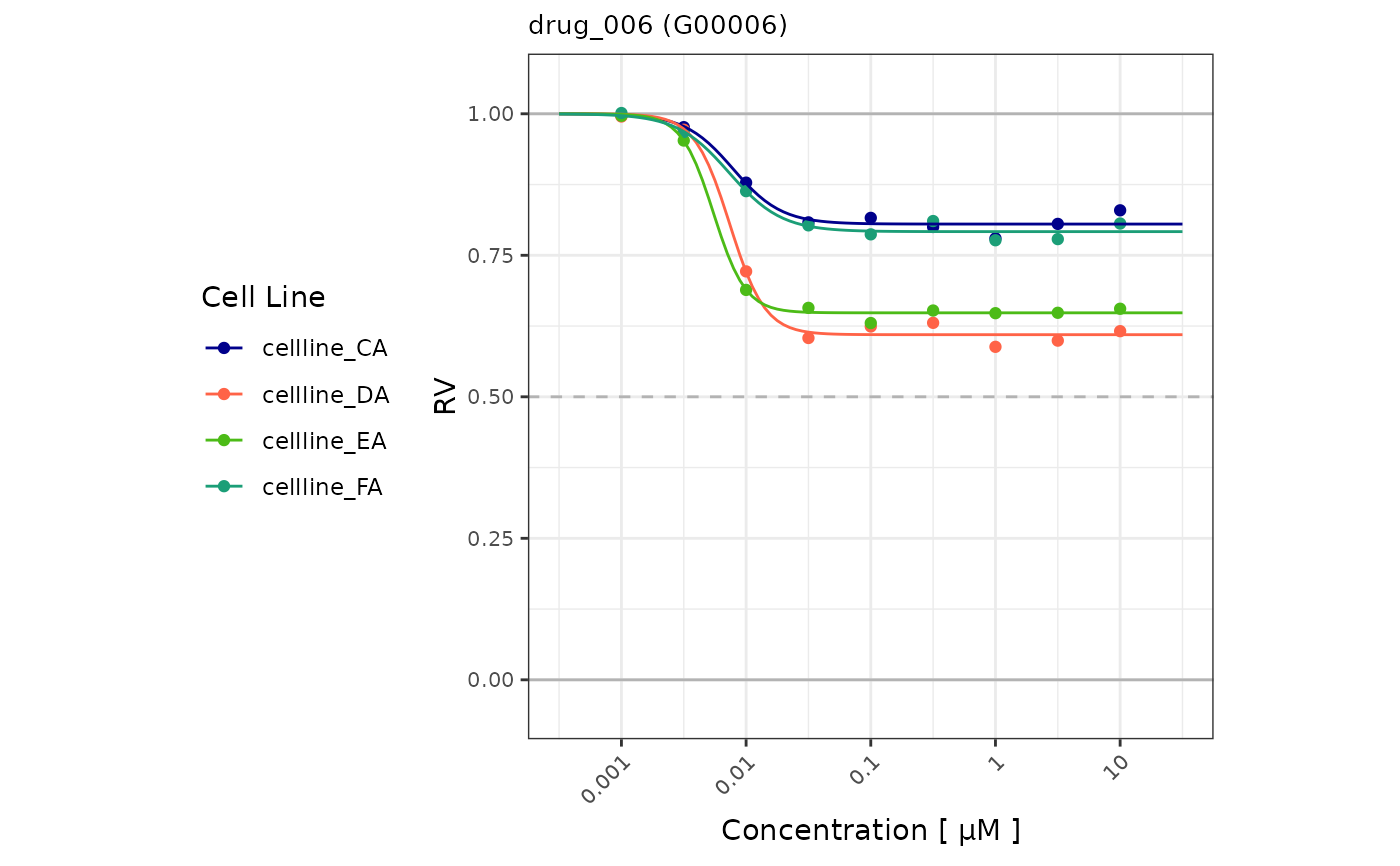 drug_006 (G00006)
Cell Line
cellline_CA
cellline_DA
cellline_EA
cellline_FA
RV
1.00
0.75
0.50
0.25
0.00
0.001
0.01
0.1
1
10
Concentration [ µM ]